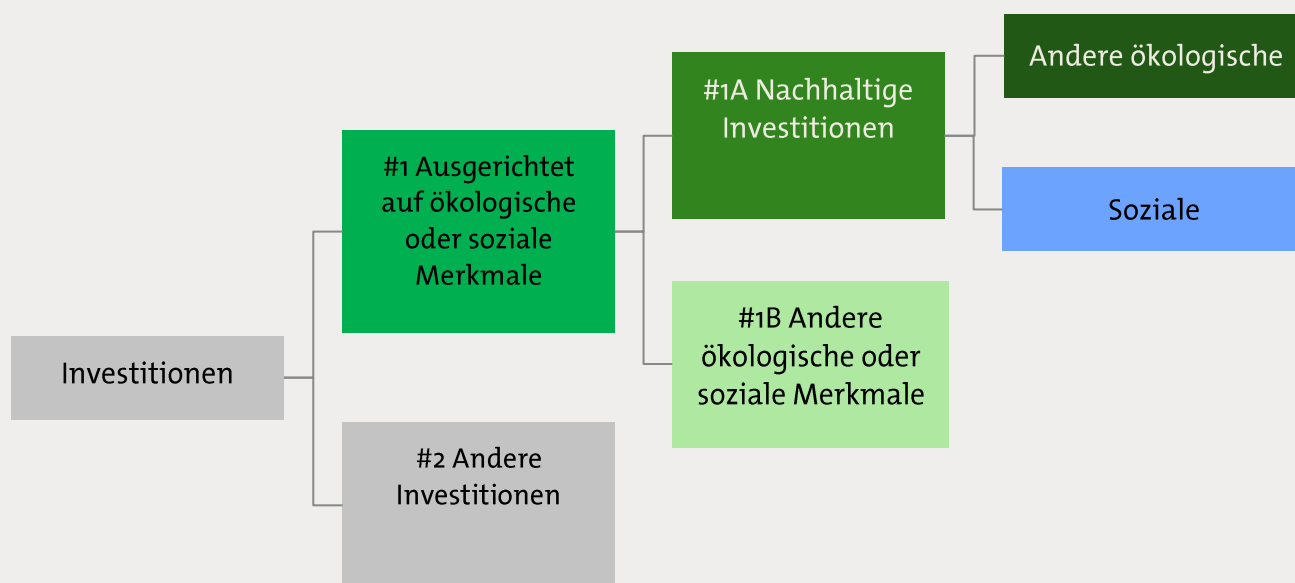 Andere ökologische
#1A Nachhaltige
Investitionen
#1 Ausgerichtet
auf ökologische
oder soziale
Merkmale
Soziale
#1B Andere
ökologische oder
soziale Merkmale
Investitionen
#2 Andere
Investitionen